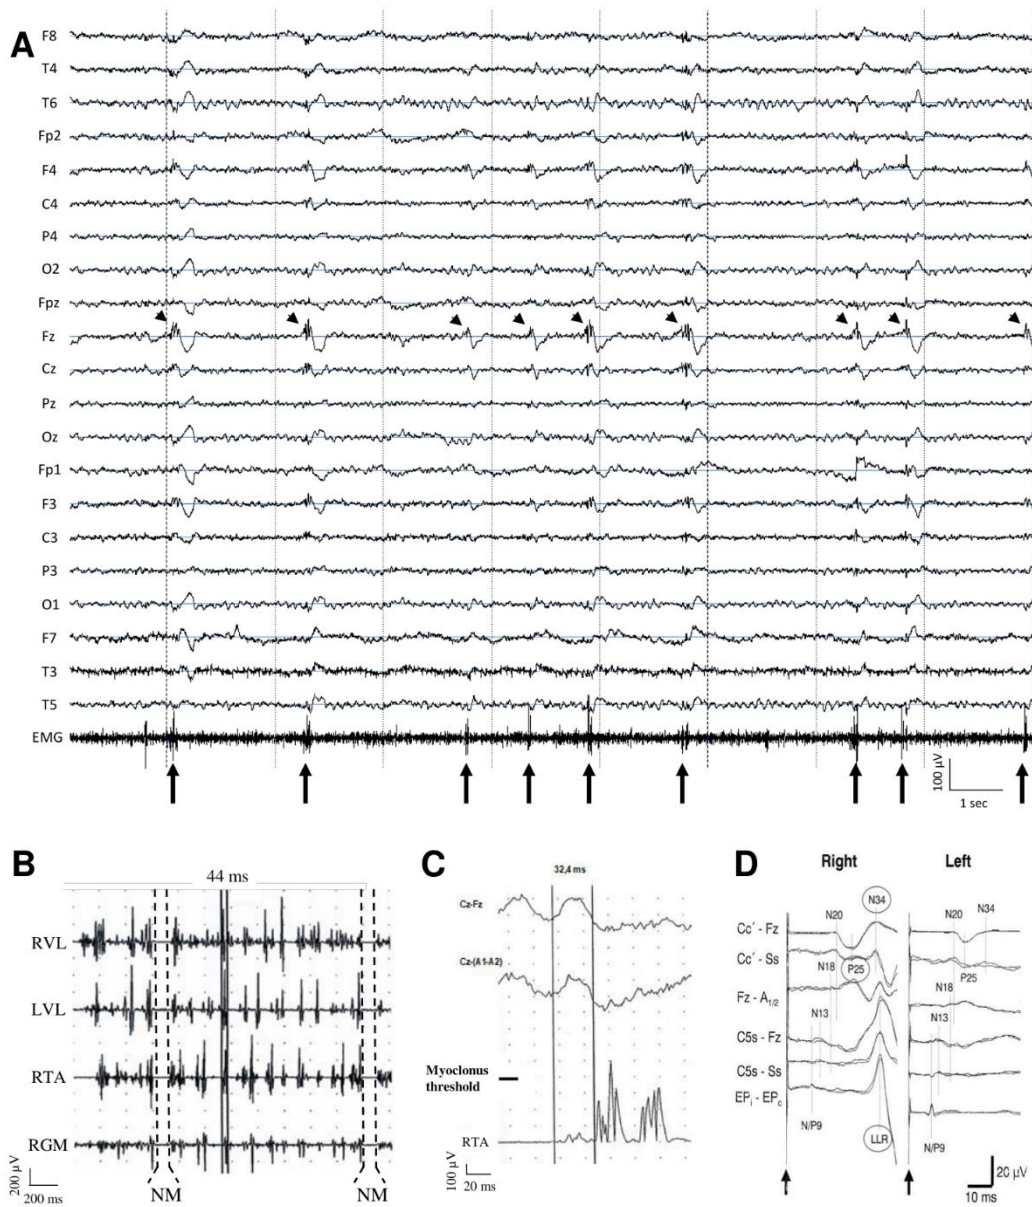 A
F8
T4
T6
Fp2
F4
C4
P4
O2
Fpz
Fz
Cz
Pz
Oz
Fp1
F3
C3
P3
O1
F7
T3
T5
EMG
100 µV
1 sec
B
44 ms
RVL
LVL
RTA
RGM
200 µV
200 ms
NM
NM
C
32,4 ms
Cz-Fz
Cz-(A1-A2)
Myoclonus
threshold
RTA
100 µV
20 ms
D
Right
Left
N34
N20
N20
N34
Cc' - Fz
Cc' - Ss
N18
P25
P25
N18
Fz - A1/2
N13
N13
C5s - Fz
C5s - Ss
EPi - EPc
N/P9
LLR
N/P9
20 µV
10 ms